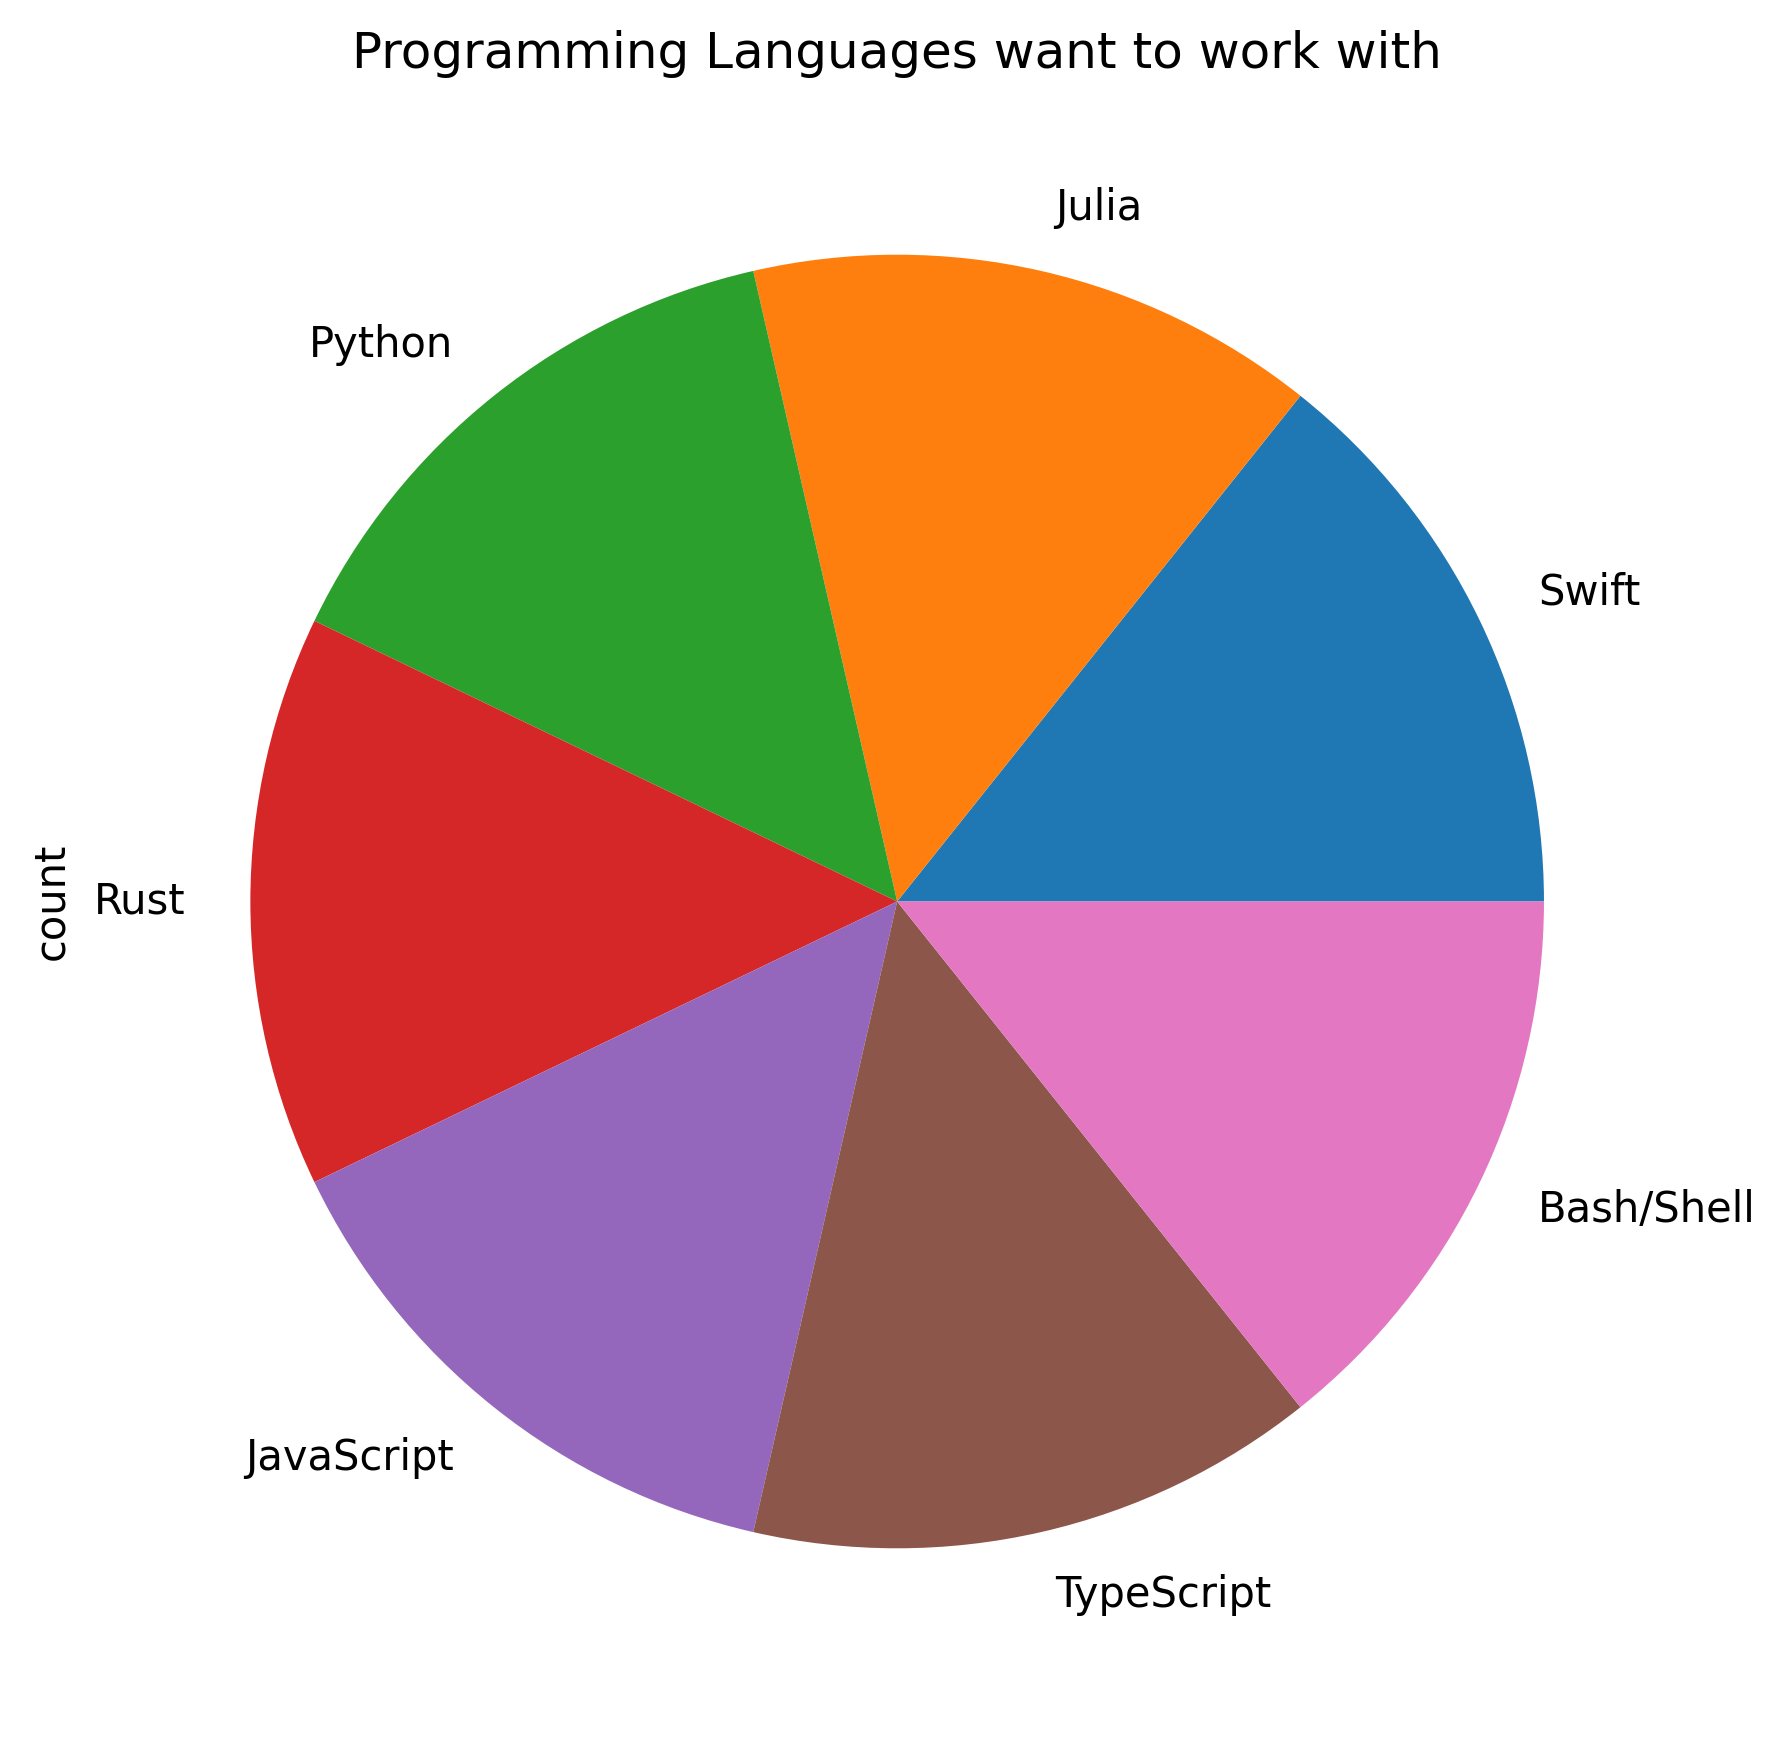 Programming Languages want to work with
Julia
Python
Swift
count
Rust
Bash/Shell
JavaScript
TypeScript